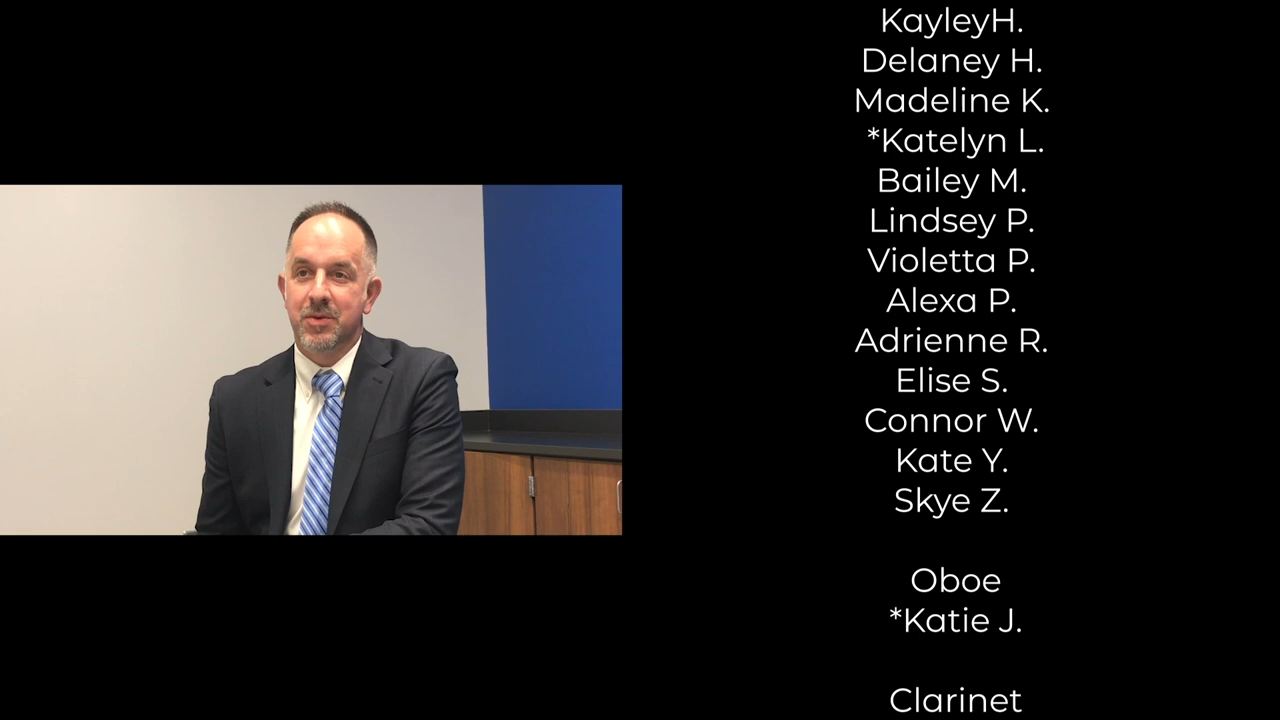 KayleyH.
Delaney H.
Madeline K.
*Katelyn L.
Bailey M.
Lindsey P.
Violetta P.
Alexa P.
Adrienne R.
Elise S.
Connor W.
Kate Y.
Skye Z.
Oboe
*Katie J.
Clarinet